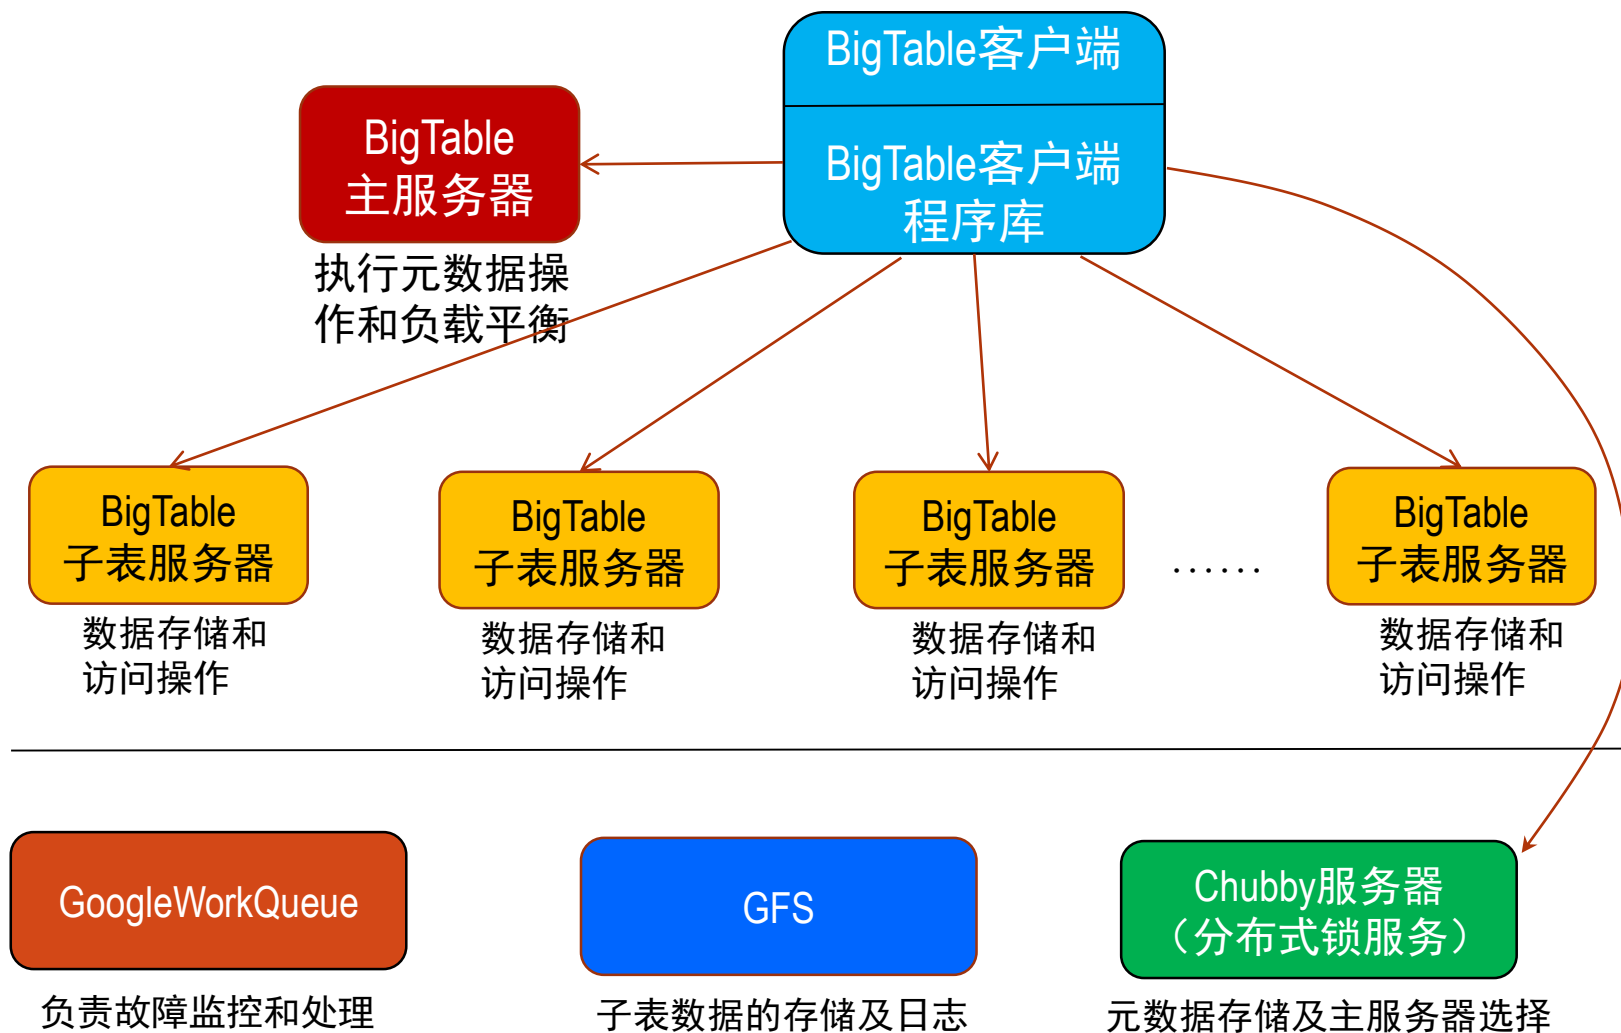 BigTable客户端
BigTable客户端
程序库
BigTable
主服务器
执行元数据操
作和负载平衡
BigTable
子表服务器
数据存储和
访问操作
BigTable
子表服务器
数据存储和
访问操作
BigTable
子表服务器
数据存储和
访问操作
......
BigTable
子表服务器
数据存储和
访问操作
GoogleWorkQueue
负责故障监控和处理
GFS
子表数据的存储及日志
Chubby服务器
（分布式锁服务）
元数据存储及主服务器选择